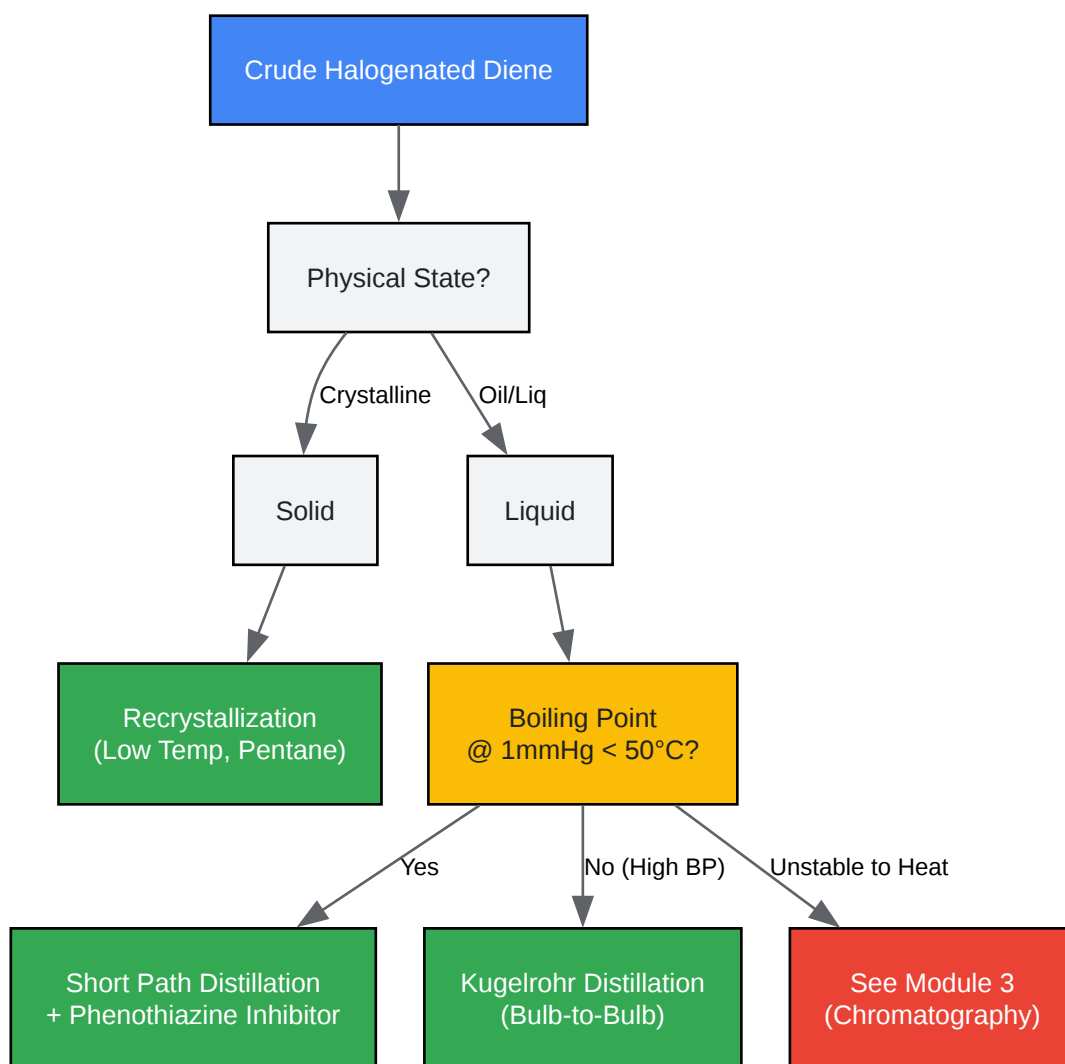 Crude Halogenated Diene
Physical State?
Crystalline
Oil/Liq
Solid
Liquid
Recrystallization
(Low Temp, Pentane)
Boiling Point
@ 1mmHg < 50°C?
Yes
No (High BP)
Unstable to Heat
Short Path Distillation
+ Phenothiazine Inhibitor
Kugelrohr Distillation
(Bulb-to-Bulb)
See Module 3
(Chromatography)